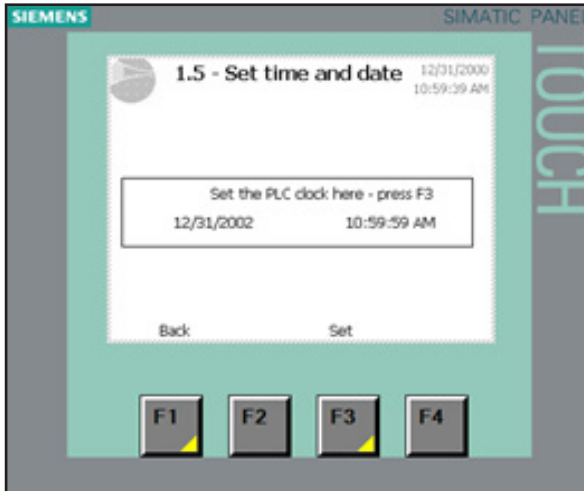 SIEMENS
SIMATIC PANEL
TOUCH
1.5 - Set time and date
12/31/2000
10:59:39 AM
Set the PLC clock here - press F3
12/31/2002 10:59:59 AM
Back Set
F1 F2 F3 F4